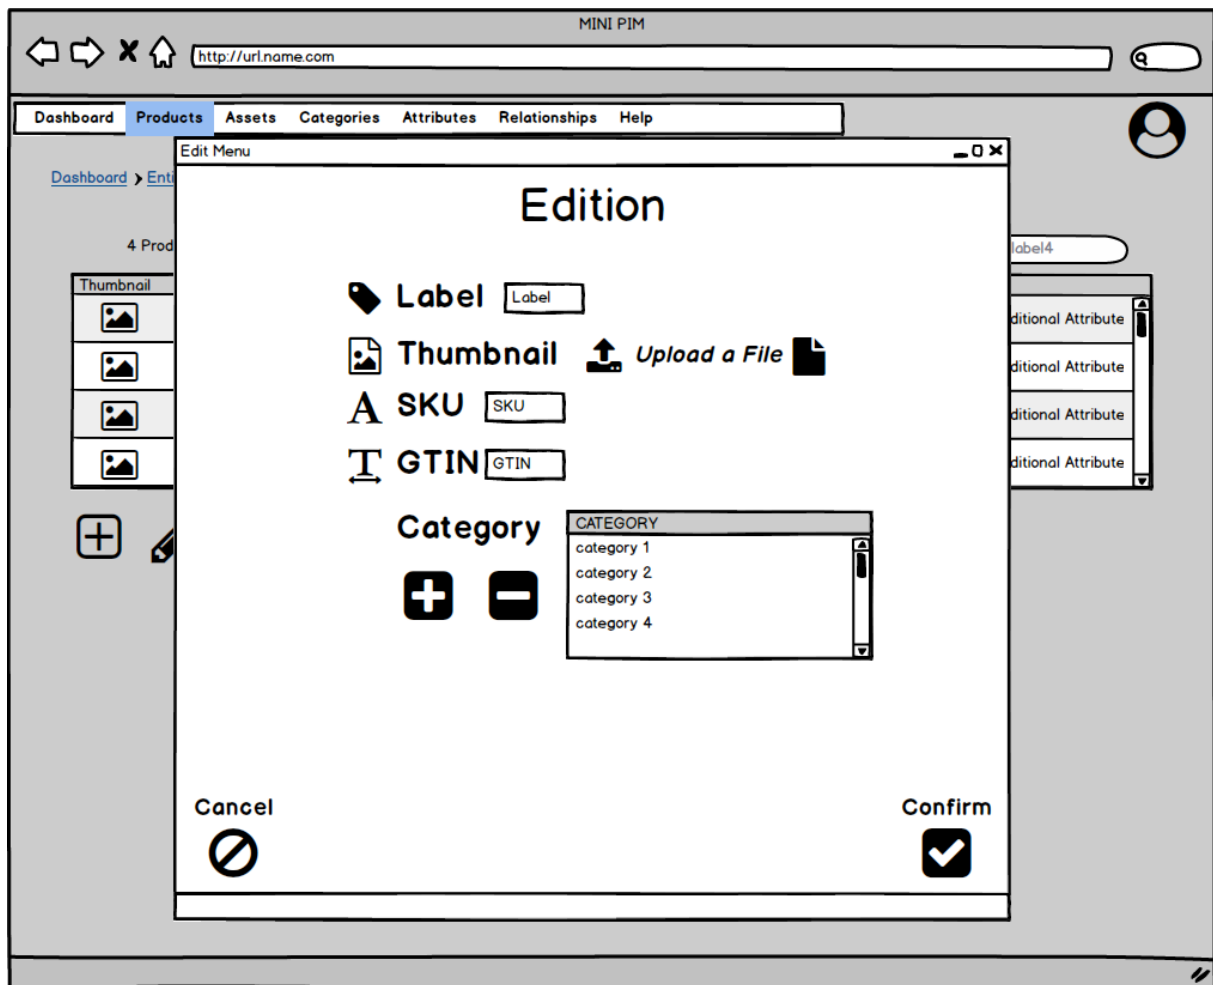 MINI PIM
http://url.name.com
Dashboard Products Assets Categories Attributes Relationships Help
Edit Menu
Dashboard > Enti
Edition
4 Prod
label4
Thumbnail
Label Label
ditional Attribute
Thumbnail Upload a File
ditional Attribute
SKU SKU
ditional Attribute
GTIN GTIN
ditional Attribute
Category CATEGORY
category 1
category 2
category 3
category 4
Cancel
Confirm